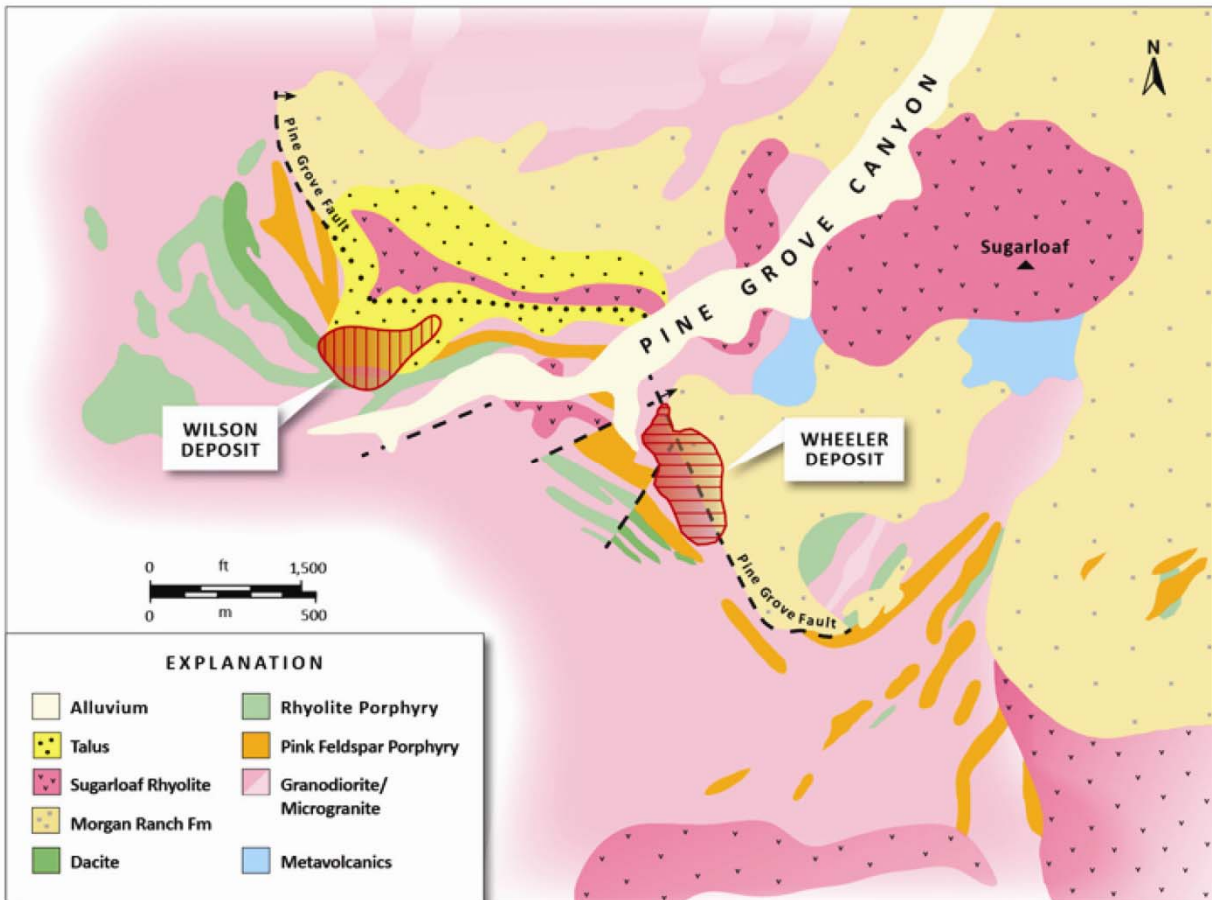 N
Pine Grove Fault
PINE GROVE CANYON
Sugarloaf
WILSON
DEPOSIT
WHEELER
DEPOSIT
Pine Grove Fault
0 ft 1,500
0 m 500
EXPLANATION
Alluvium
Talus
Sugarloaf Rhyolite
Morgan Ranch Fm
Dacite
Rhyolite Porphyry
Pink Feldspar Porphyry
Granodiorite/
Microgranite
Metavolcanics